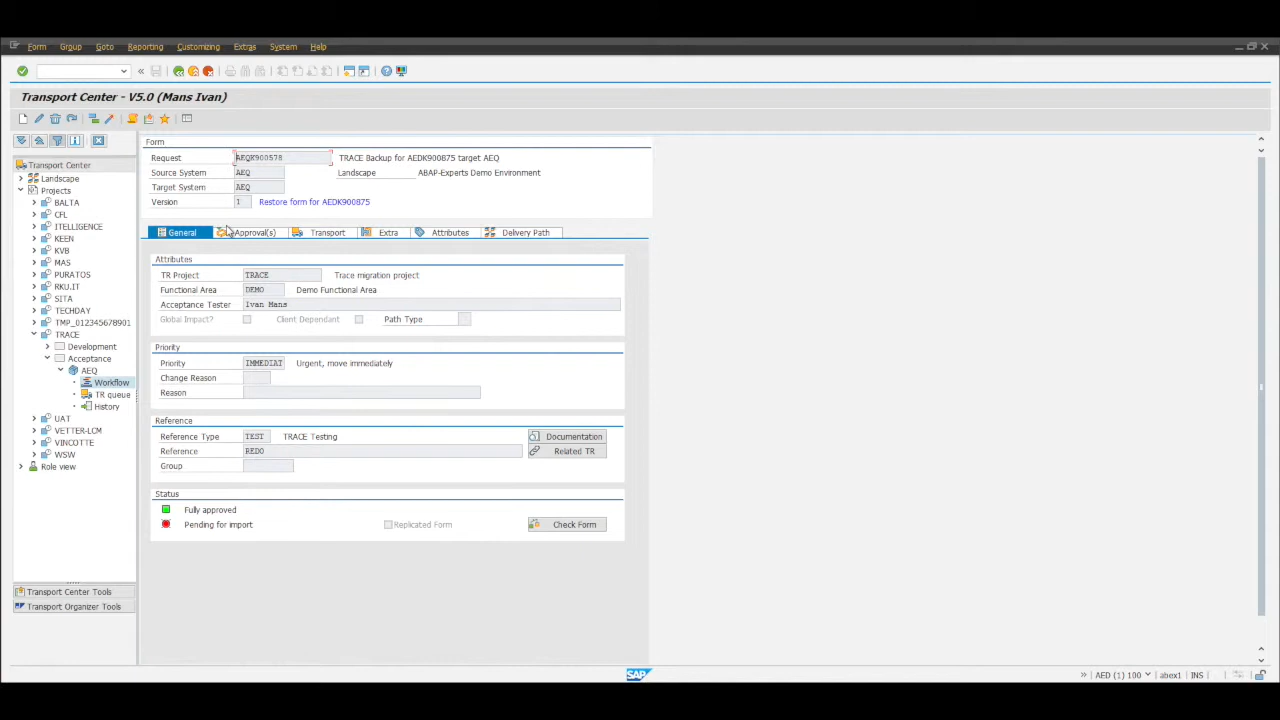 Form Group Goto Reporting Customizing Extras System Help
Transport Center - V5.0 (Mans Ivan)
Transport Center
Landscape
Projects
BALTA
CFL
ITELLIGENCE
KEEN
KVB
MAS
PURATOS
RKU.IT
SITA
TECHDAY
TMP_012345678901
TRACE
Development
Acceptance
AEQ
Workflow
TR queue
History
UAT
VETTER-LCM
VINCOTTE
WSW
Role view
Transport Center Tools
Transport Organizer Tools
Form
Request AEQK900578 TRACE Backup for AEDK900875 target AEQ
Source System AEQ Landscape ABAP-Experts Demo Environment
Target System AEQ
Version 1 Restore form for AEDK900875
General Approval(s) Transport Extra Attributes Delivery Path
Attributes
TR Project TRACE Trace migration project
Functional Area DEMO Demo Functional Area
Acceptance Tester Ivan Mans
Global Impact? Client Dependant Path Type
Priority
Priority IMMEDIAT Urgent, move immediately
Change Reason
Reason
Reference
Reference Type TEST TRACE Testing Documentation
Reference REDO Related TR
Group
Status
Fully approved
Pending for import Replicated Form Check Form
SAP » AED (1) 100 abex1 INS